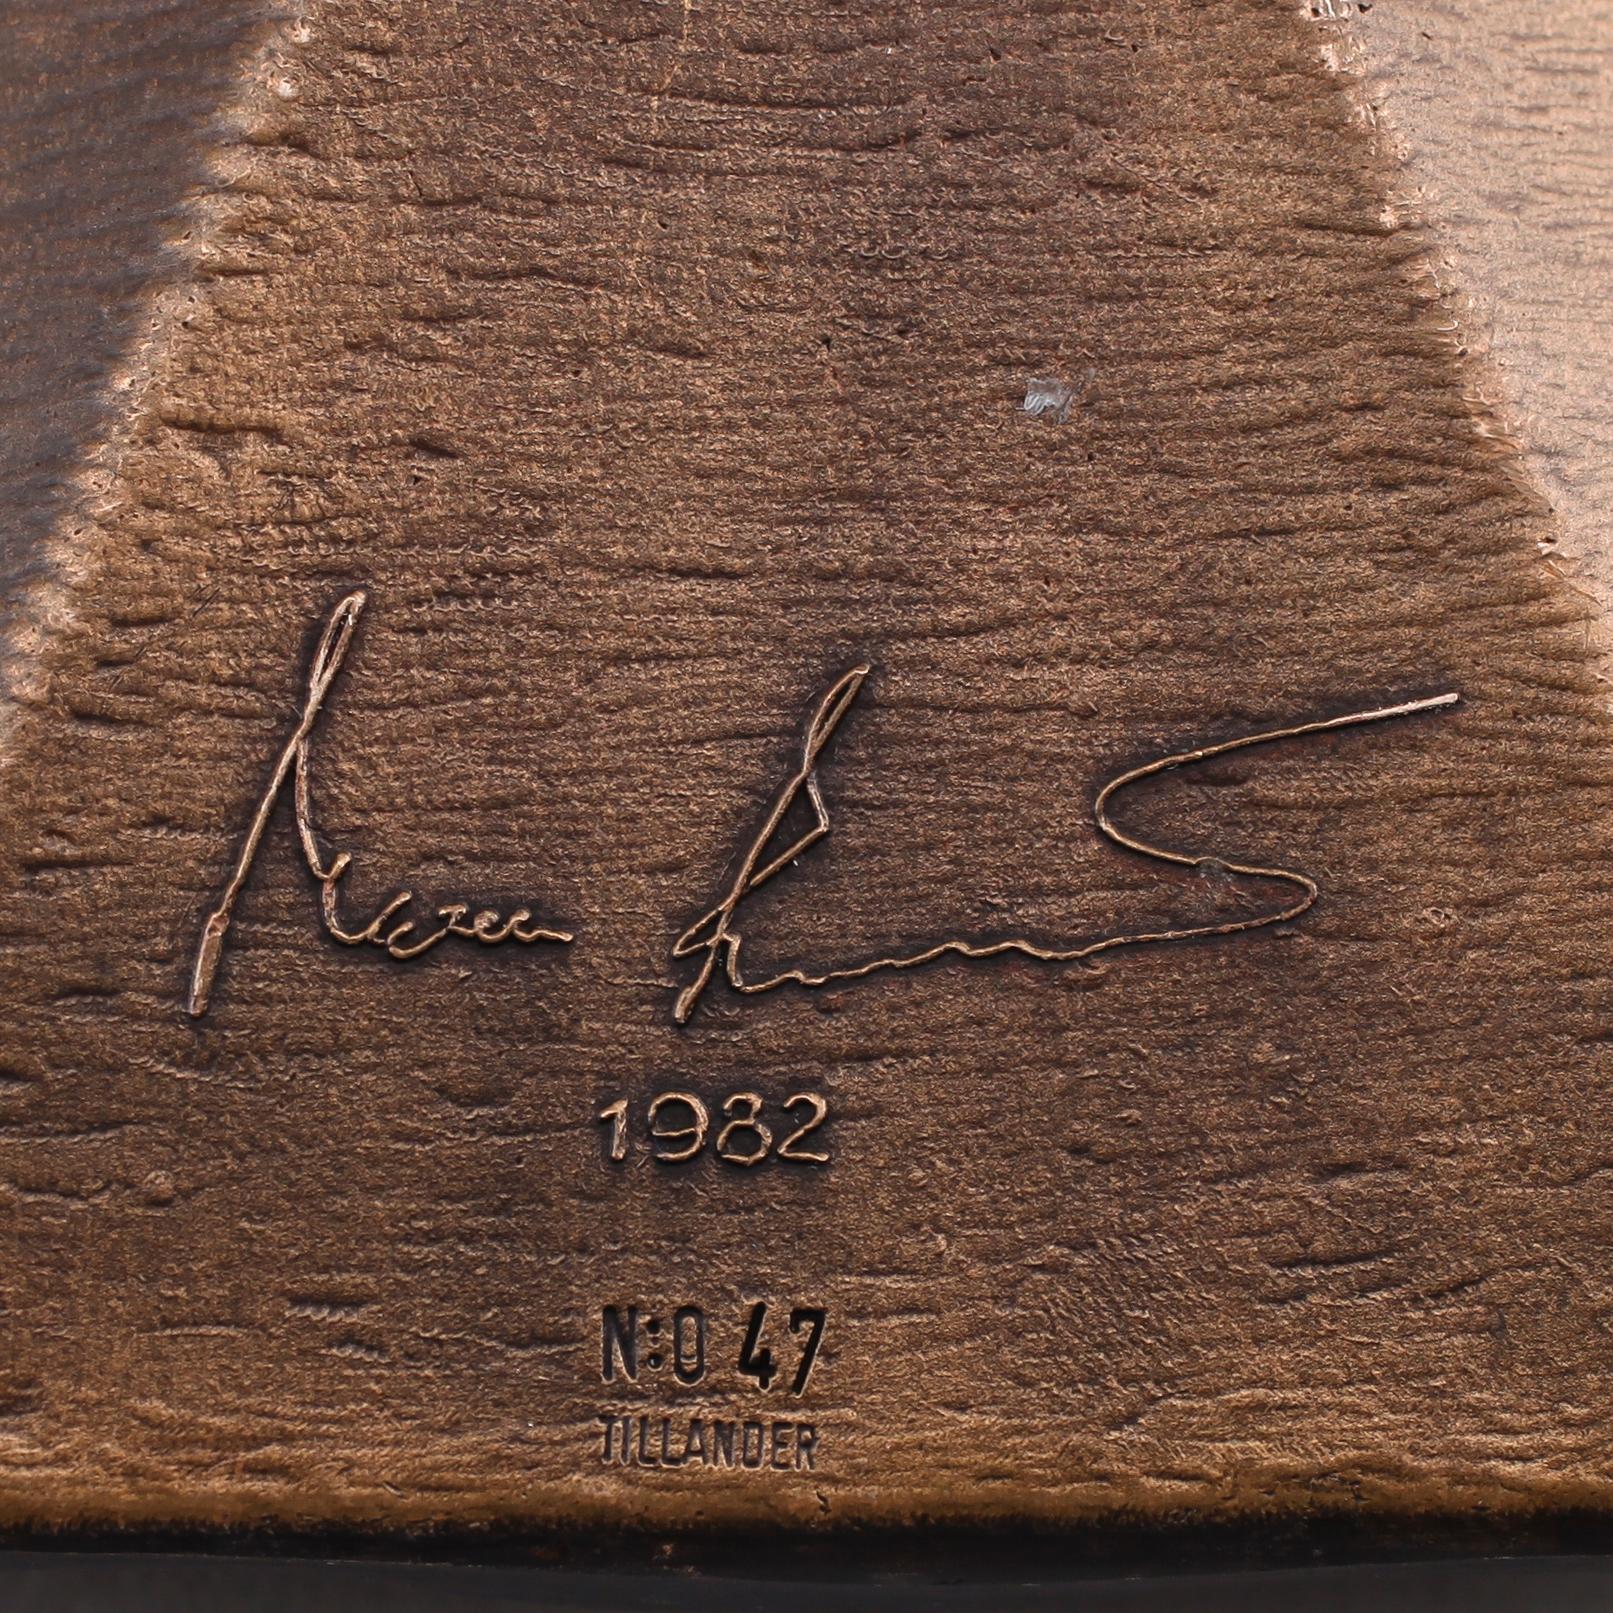 1982
N:O 47
TILLANDER